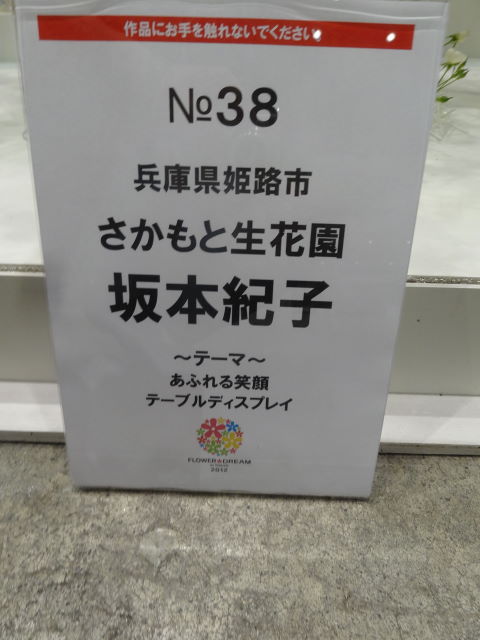 作品にお手を触れないでください
№38
兵庫県姫路市
さかもと生花園
坂本紀子
～テーマ～
あふれる笑顔
テーブルディスプレイ
FLOWER★DREAM
2012